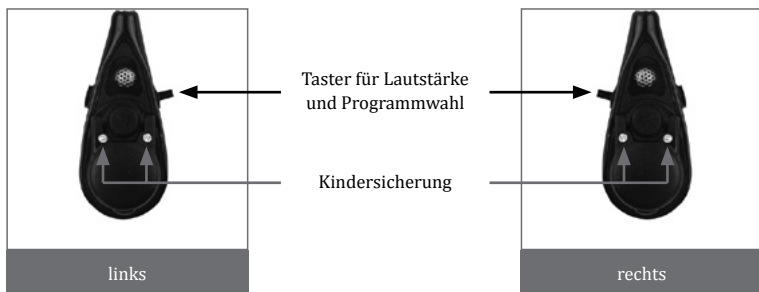 Taster für Lautstärke
und Programmwahl
Kindersicherung
links
rechts